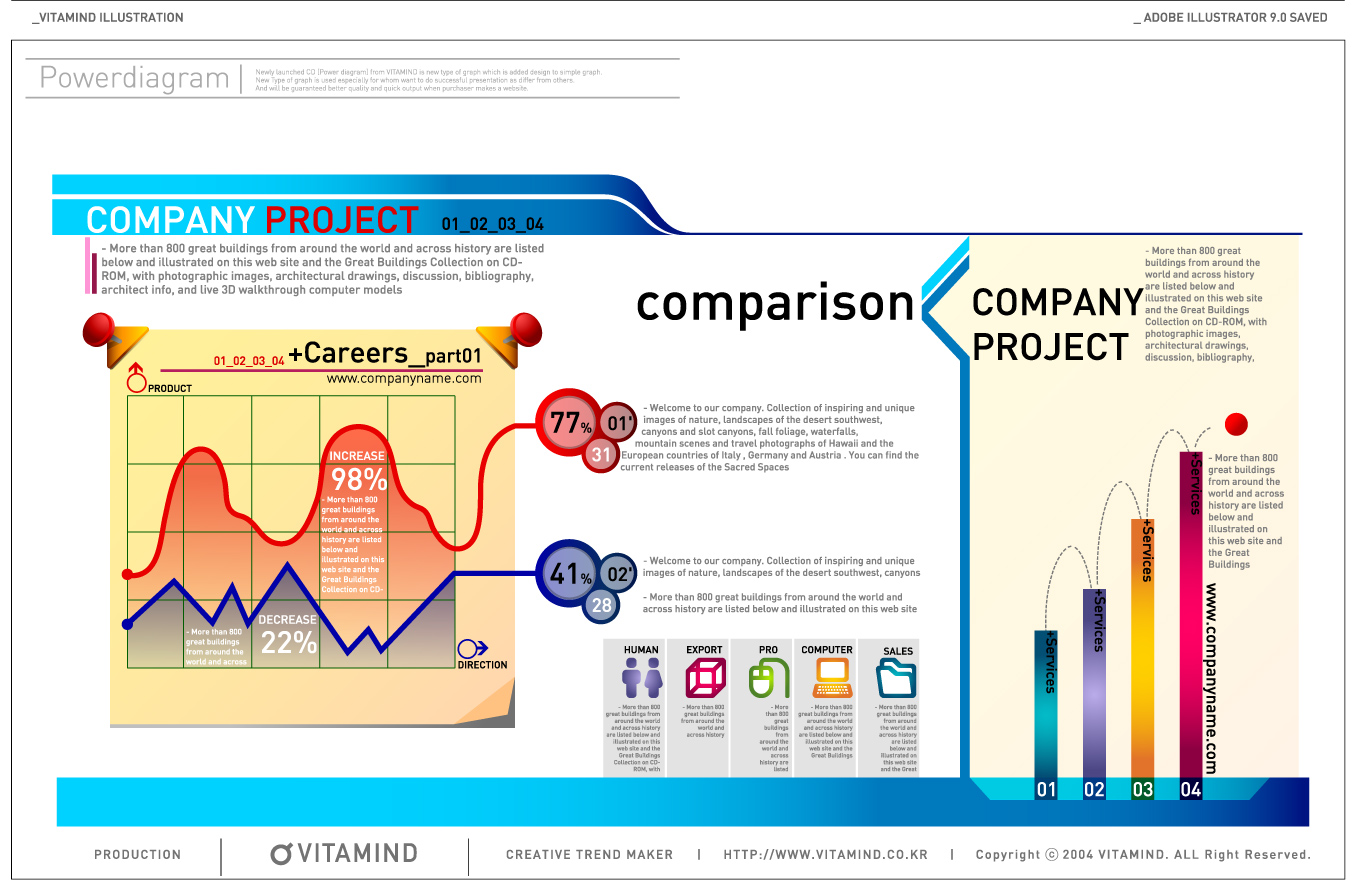 _VITAMIND ILLUSTRATION
_ ADOBE ILLUSTRATOR 9.0 SAVED
Powerdiagram
Newly launched CD (Power diagram) from VITAMIND is new type of graph which is added design to simple graph.
New Type of graph is used especially for whom want to do successful presentation as differ from others.
And will be guaranteed better quality and quick output when purchaser makes a website.
COMPANY PROJECT 01_02_03_04
- More than 800 great buildings from around the world and across history are listed
below and illustrated on this web site and the Great Buildings Collection on CD-
ROM, with photographic images, architectural drawings, discussion, bibliography,
architect info, and live 3D walkthrough computer models
01_02_03_04 +Careers_part01
www.companyname.com
PRODUCT
INCREASE
98%
- More than 800
great buildings
from around the
world and across
history are listed
below and
illustrated on this
web site and the
Great Buildings
Collection on CD-
DECREASE
22%
- More than 800
great buildings
from around the
world and across
DIRECTION
comparison
77%
01'
31
- Welcome to our company. Collection of inspiring and unique
images of nature, landscapes of the desert southwest,
canyons and slot canyons, fall foliage, waterfalls,
mountain scenes and travel photographs of Hawaii and the
European countries of Italy , Germany and Austria . You can find the
current releases of the Sacred Spaces
41%
02'
28
- Welcome to our company. Collection of inspiring and unique
images of nature, landscapes of the desert southwest, canyons
- More than 800 great buildings from around the world and
across history are listed below and illustrated on this web site
HUMAN
- More than 800
great buildings from
around the world
and across history
are listed below and
illustrated on this
web site and the
Great Buildings
Collection on CD-
ROM, with
EXPORT
- More than 800
great buildings
from around the
world and
across history
PRO
- More
than 800
great
buildings
from
around the
world and
across
history are
listed
COMPUTER
- More than 800
great buildings from
around the world
and across history
are listed below and
illustrated on this
web site and the
Great Buildings
SALES
- More than 800
great buildings
from around
the world and
across history
are listed
below and
illustrated on
this web site
and the Great
COMPANY
PROJECT
- More than 800 great
buildings from around the
world and across history
are listed below and
illustrated on this web site
and the Great Buildings
Collection on CD-ROM, with
photographic images,
architectural drawings,
discussion, bibliography,
+Services
+Services
+Services
+Services
- More than 800
great buildings
from around the
world and across
history are listed
below and
illustrated on
this web site and
the Great
Buildings
www.companyname.com
01
02
03
04
PRODUCTION
VITAMIND
CREATIVE TREND MAKER | HTTP://WWW.VITAMIND.CO.KR | Copyright ⓒ 2004 VITAMIND. ALL Right Reserved.